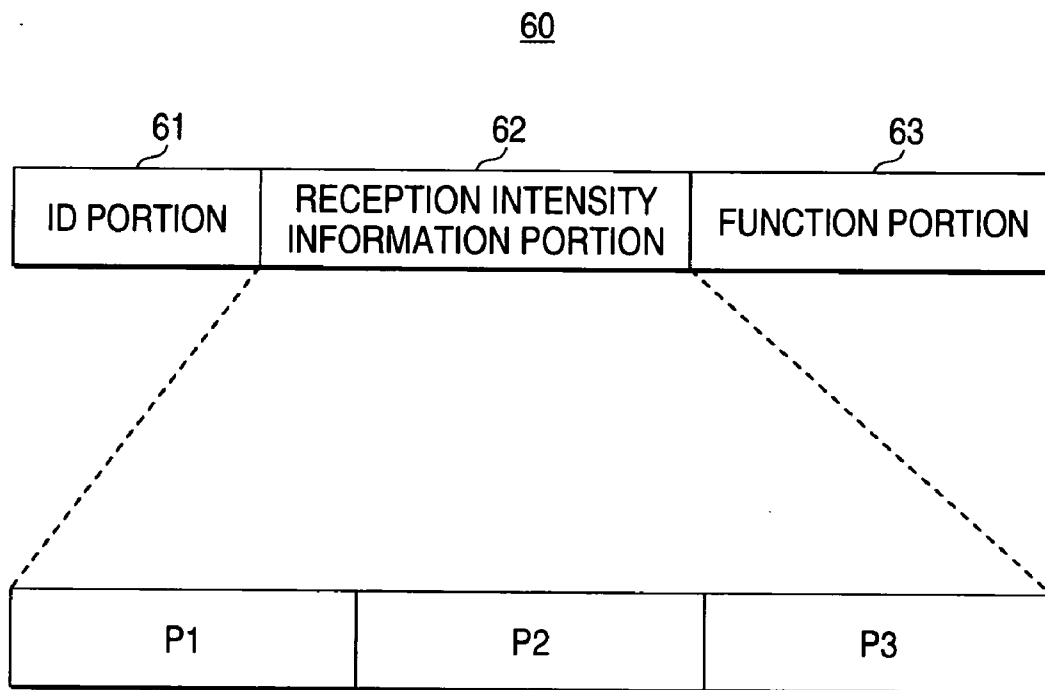 60
61 62 63
ID PORTION
RECEPTION INTENSITY
INFORMATION PORTION
FUNCTION PORTION
P1 P2 P3